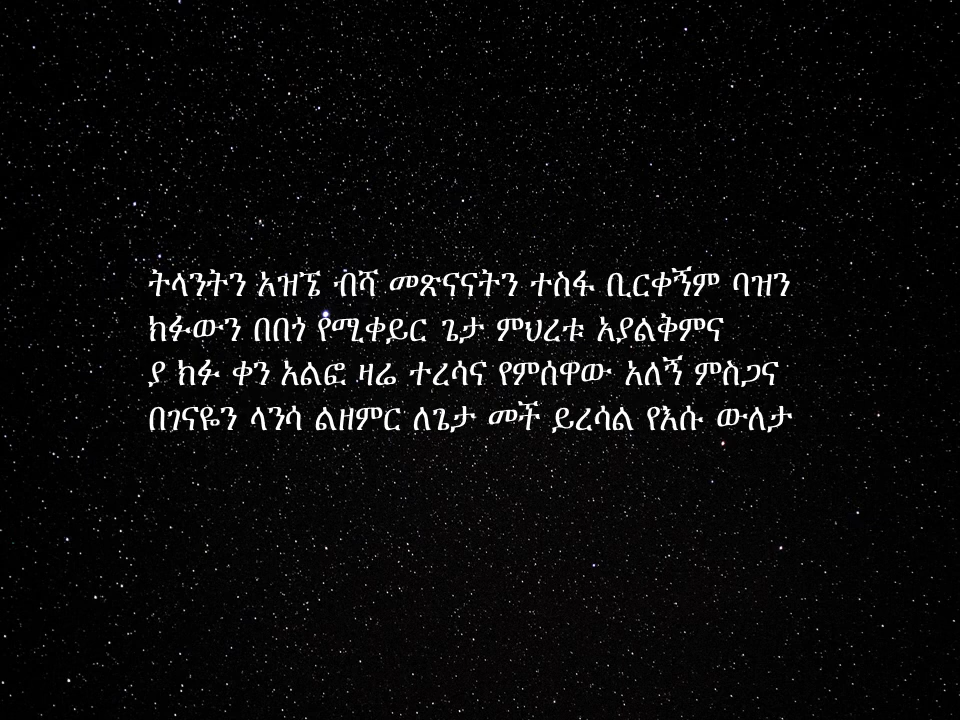 ትላንትን አዝኜ ብሻ መጽናናትን ተስፋ ቢርቀኝም ባዝን
ክፉውን በበጎ የሚቀይር ጌታ ምህረቱ አያልቅምና
ያ ክፉ ቀን አልፎ ዛሬ ተረሳና የምሰዋው አለኝ ምስጋና
በገናዬን ላንሳ ልዘምር ለጌታ መች ይረሳል የእሱ ውለታ